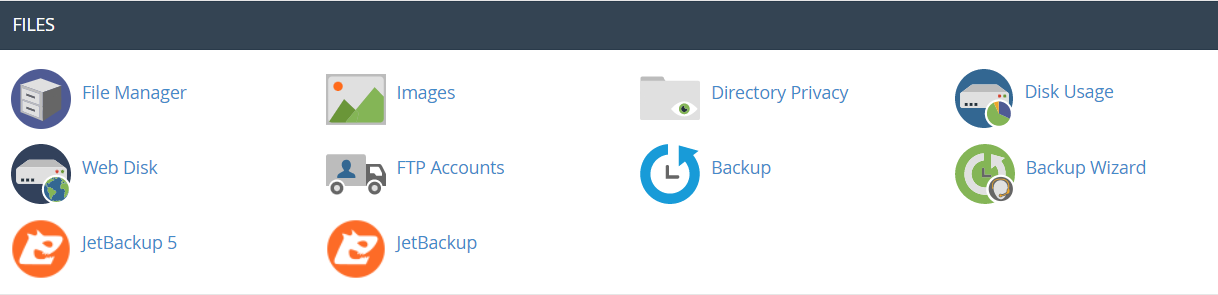 FILES
File Manager
Images
Directory Privacy
Disk Usage
Web Disk
FTP Accounts
Backup
Backup Wizard
JetBackup 5
JetBackup